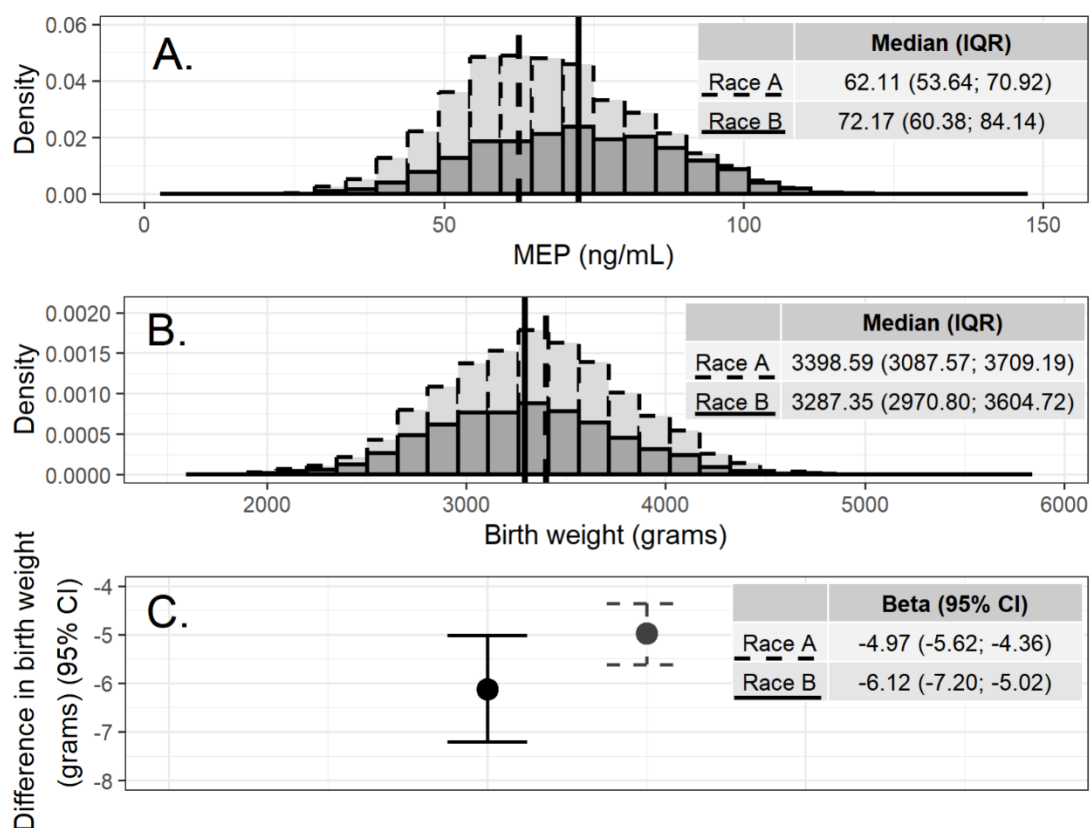 A.
Density
0.06
0.04
0.02
0.00
0
50
100
150
MEP (ng/mL)
Median (IQR)
Race A 62.11 (53.64; 70.92)
Race B 72.17 (60.38; 84.14)
B.
Density
0.0020
0.0015
0.0010
0.0005
0.0000
2000
3000
4000
5000
6000
Birth weight (grams)
Median (IQR)
Race A 3398.59 (3087.57; 3709.19)
Race B 3287.35 (2970.80; 3604.72)
C.
Difference in birth weight
(grams) (95% CI)
-4
-5
-6
-7
-8
Beta (95% CI)
Race A -4.97 (-5.62; -4.36)
Race B -6.12 (-7.20; -5.02)